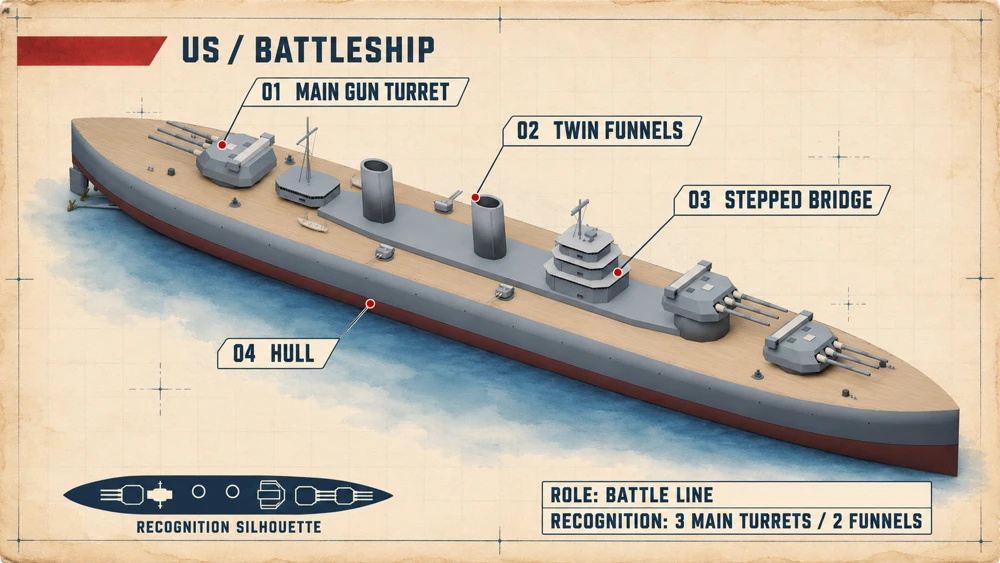 US / BATTLESHIP
01 MAIN GUN TURRET
02 TWIN FUNNELS
03 STEPPED BRIDGE
04 HULL
RECOGNITION SILHOUETTE
ROLE: BATTLE LINE
RECOGNITION: 3 MAIN TURRETS / 2 FUNNELS